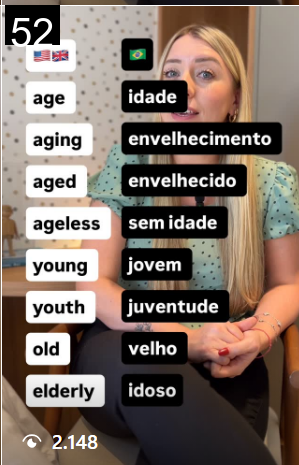 52
age idade
aging envelhecimento
aged envelhecido
ageless sem idade
young jovem
youth juventude
old velho
elderly idoso
2.148